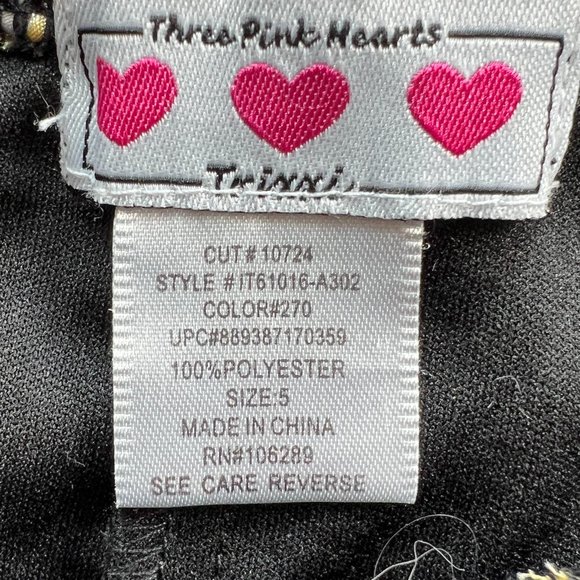 Three Pink Hearts
Trixxi
CUT # 10724
STYLE # IT61016-A302
COLOR#270
UPC#889387170359
100%POLYESTER
SIZE:5
MADE IN CHINA
RN#106289
SEE CARE REVERSE